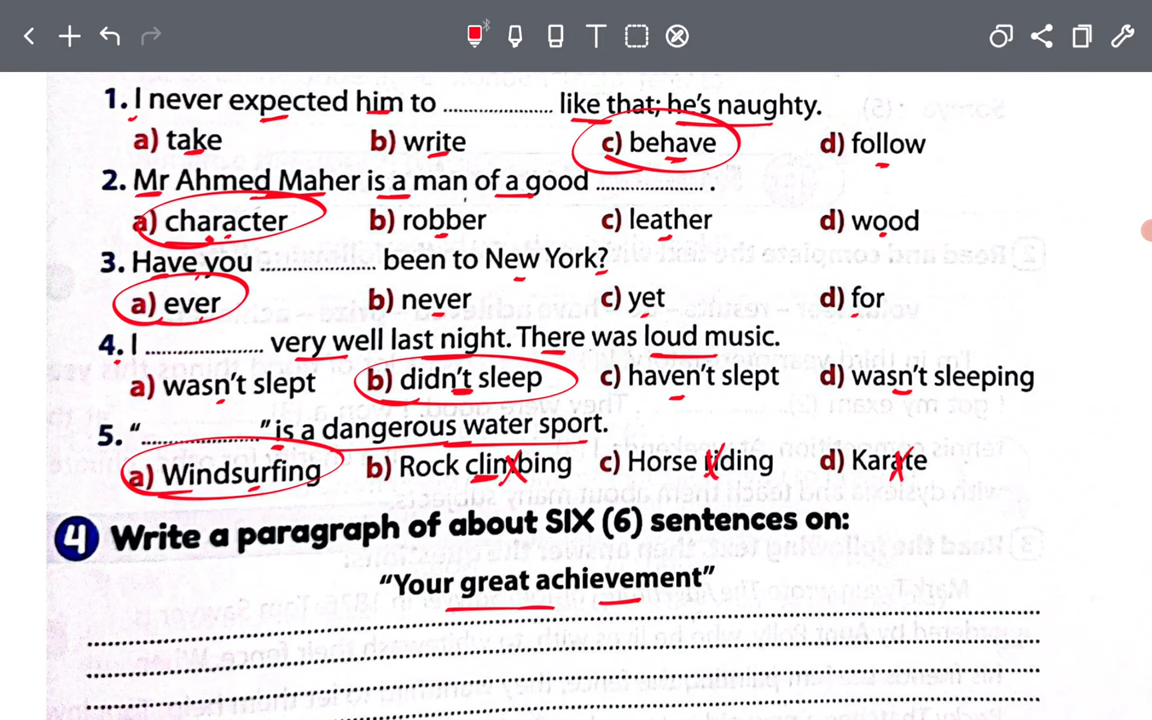 1. I never expected him to .................... like that; he's naughty.
a) take b) write c) behave d) follow
2. Mr Ahmed Maher is a man of a good .................... .
a) character b) robber c) leather d) wood
3. Have you .................... been to New York?
a) ever b) never c) yet d) for
4. I .................... very well last night. There was loud music.
a) wasn't slept b) didn't sleep c) haven't slept d) wasn't sleeping
5. "...................." is a dangerous water sport.
a) Windsurfing b) Rock climbing c) Horse riding d) Karate
4 Write a paragraph of about SIX (6) sentences on:
"Your great achievement"